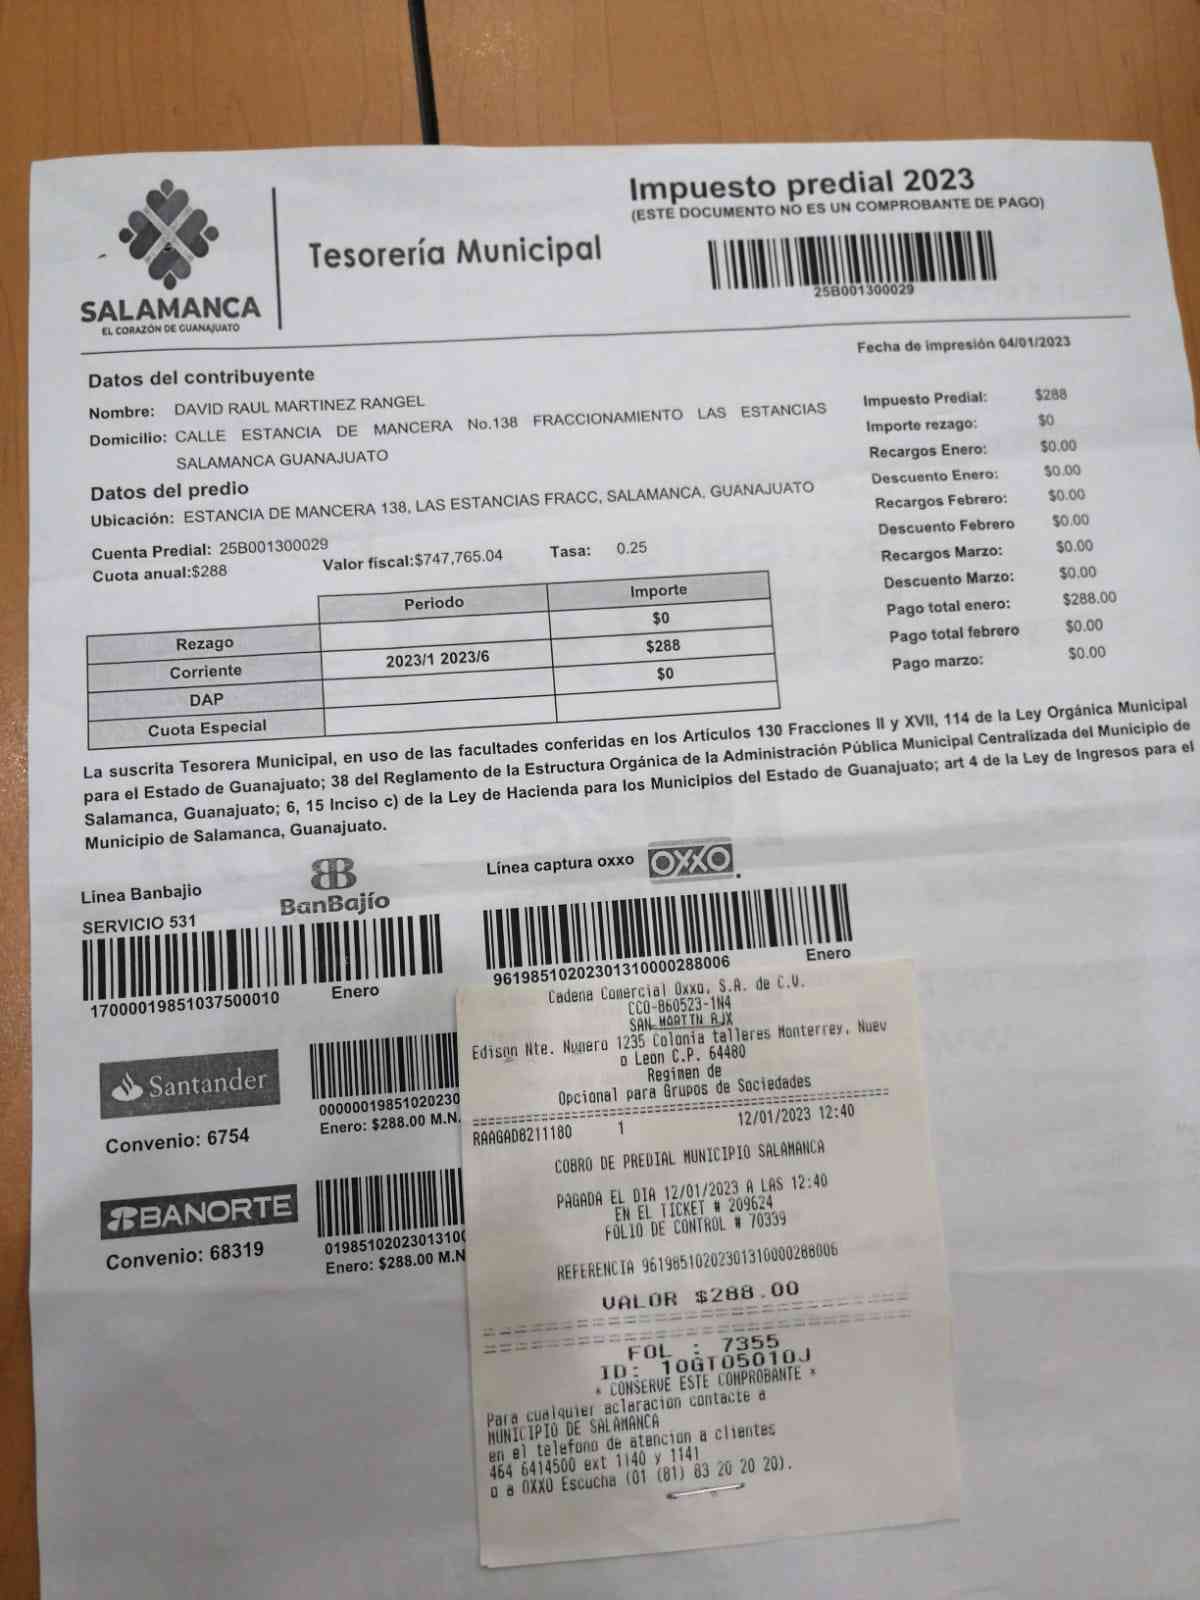 Impuesto predial 2023
(ESTE DOCUMENTO NO ES UN COMPROBANTE DE PAGO)
Tesorería Municipal
SALAMANCA
EL CORAZÓN DE GUANAJUATO
25B001300029
Fecha de impresión 04/01/2023
Datos del contribuyente
Nombre: DAVID RAUL MARTINEZ RANGEL
Domicilio: CALLE ESTANCIA DE MANCERA No.138 FRACCIONAMIENTO LAS ESTANCIAS
SALAMANCA GUANAJUATO
Datos del predio
Ubicación: ESTANCIA DE MANCERA 138, LAS ESTANCIAS FRACC, SALAMANCA, GUANAJUATO
Cuenta Predial: 25B001300029
Cuota anual:$288 Valor fiscal:$747,765.04 Tasa: 0.25
Impuesto Predial: $288
Importe rezago: $0
Recargos Enero: $0.00
Descuento Enero: $0.00
Recargos Febrero: $0.00
Descuento Febrero $0.00
Recargos Marzo: $0.00
Descuento Marzo: $0.00
Pago total enero: $288.00
Pago total febrero $0.00
Pago marzo: $0.00
Periodo Importe
Rezago $0
Corriente 2023/1 2023/6 $288
DAP $0
Cuota Especial
La suscrita Tesorera Municipal, en uso de las facultades conferidas en los Artículos 130 Fracciones II y XVII, 114 de la Ley Orgánica Municipal
para el Estado de Guanajuato; 38 del Reglamento de la Estructura Orgánica de la Administración Pública Municipal Centralizada del Municipio de
Salamanca, Guanajuato; 6, 15 Inciso c) de la Ley de Hacienda para los Municipios del Estado de Guanajuato; art 4 de la Ley de Ingresos para el
Municipio de Salamanca, Guanajuato.
Línea Banbajio
SERVICIO 531
BanBajío
17000019851037500010 Enero
Línea captura oxxo OXXO
96198510202301310000288006 Enero
Santander
Convenio: 6754
00000019851020230
Enero: $288.00 M.N.
BANORTE
Convenio: 68319
0198510202301310
Enero: $288.00 M.N
Cadena Comercial Oxxo, S.A. de C.V.
CCO-860523-1N4
SAN MARTIN AJX
Edison Nte. Numero 1235 Colonia talleres Monterrey, Nuev
o Leon C.P. 64480
Regimen de
Opcional para Grupos de Sociedades
RAAGAD8211180 1 12/01/2023 12:40
COBRO DE PREDIAL MUNICIPIO SALAMANCA
PAGADA EL DIA 12/01/2023 A LAS 12:40
EN EL TICKET # 209624
FOLIO DE CONTROL # 70339
REFERENCIA 96198510202301310000288006
VALOR $288.00
FOL : 7355
ID: 10GTO5010J
* CONSERVE ESTE COMPROBANTE *
Para cualquier aclaracion contacte a
MUNICIPIO DE SALAMANCA
en el telefono de atencion a clientes
464 6414500 ext 1140 y 1141
o a OXXO Escucha (01 (81) 83 20 20 20).